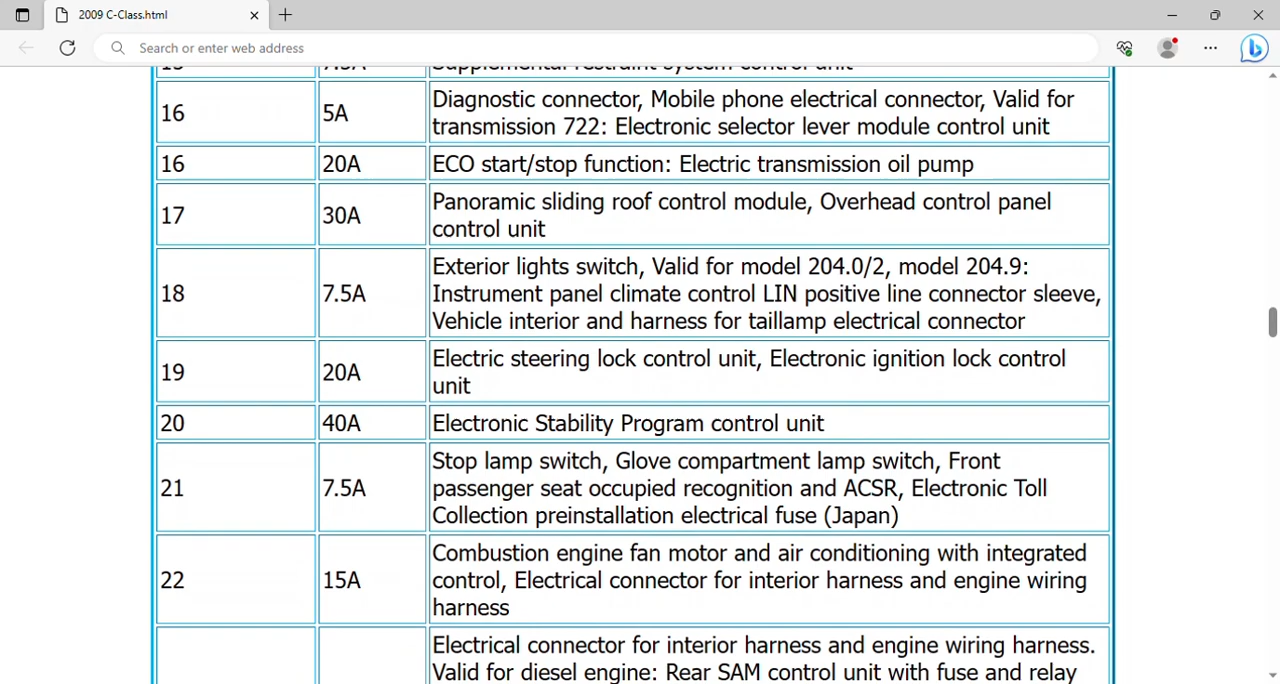 2009 C-Class.html
Search or enter web address
15 7.5A Supplemental restraint system control unit
16 5A Diagnostic connector, Mobile phone electrical connector, Valid for
transmission 722: Electronic selector lever module control unit
16 20A ECO start/stop function: Electric transmission oil pump
17 30A Panoramic sliding roof control module, Overhead control panel
control unit
18 7.5A Exterior lights switch, Valid for model 204.0/2, model 204.9:
Instrument panel climate control LIN positive line connector sleeve,
Vehicle interior and harness for taillamp electrical connector
19 20A Electric steering lock control unit, Electronic ignition lock control
unit
20 40A Electronic Stability Program control unit
21 7.5A Stop lamp switch, Glove compartment lamp switch, Front
passenger seat occupied recognition and ACSR, Electronic Toll
Collection preinstallation electrical fuse (Japan)
22 15A Combustion engine fan motor and air conditioning with integrated
control, Electrical connector for interior harness and engine wiring
harness
Electrical connector for interior harness and engine wiring harness.
Valid for diesel engine: Rear SAM control unit with fuse and relay